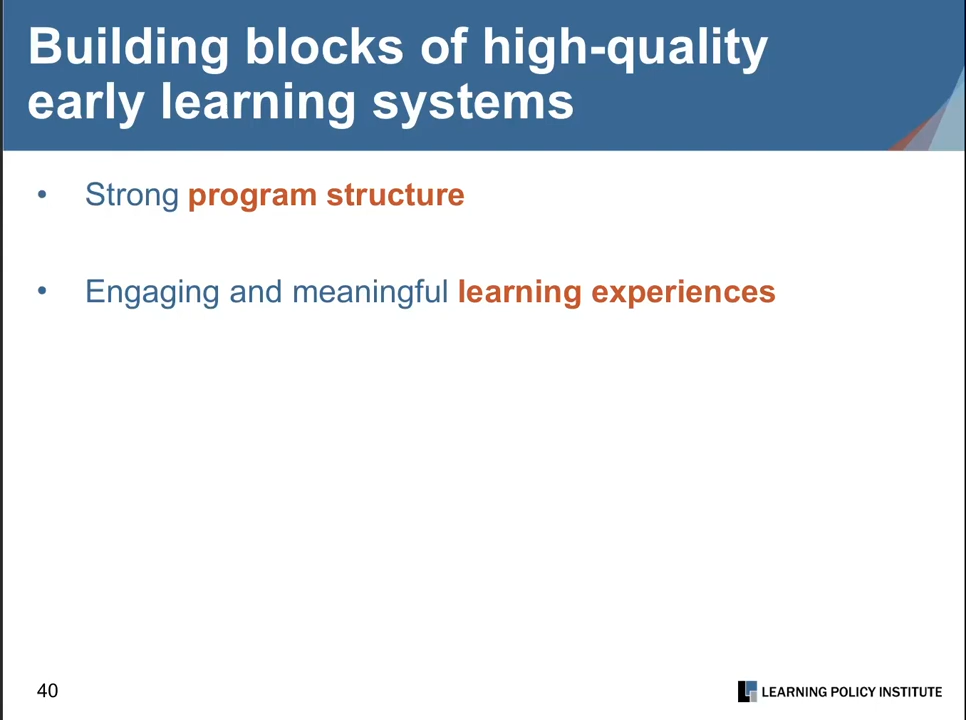 Building blocks of high-quality
early learning systems
• Strong program structure
• Engaging and meaningful learning experiences
40
LEARNING POLICY INSTITUTE